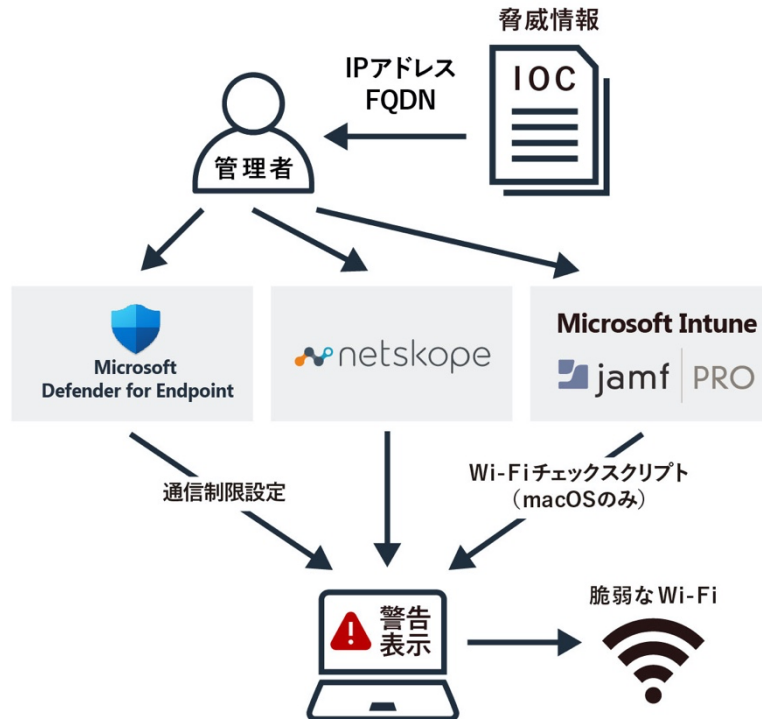 脅威情報
IOC
IPアドレス
FQDN
管理者
Microsoft
Defender for Endpoint
netskope
Microsoft Intune
jamf PRO
通信制限設定
Wi-Fiチェックスクリプト
（macOSのみ）
警告
表示
脆弱なWi-Fi